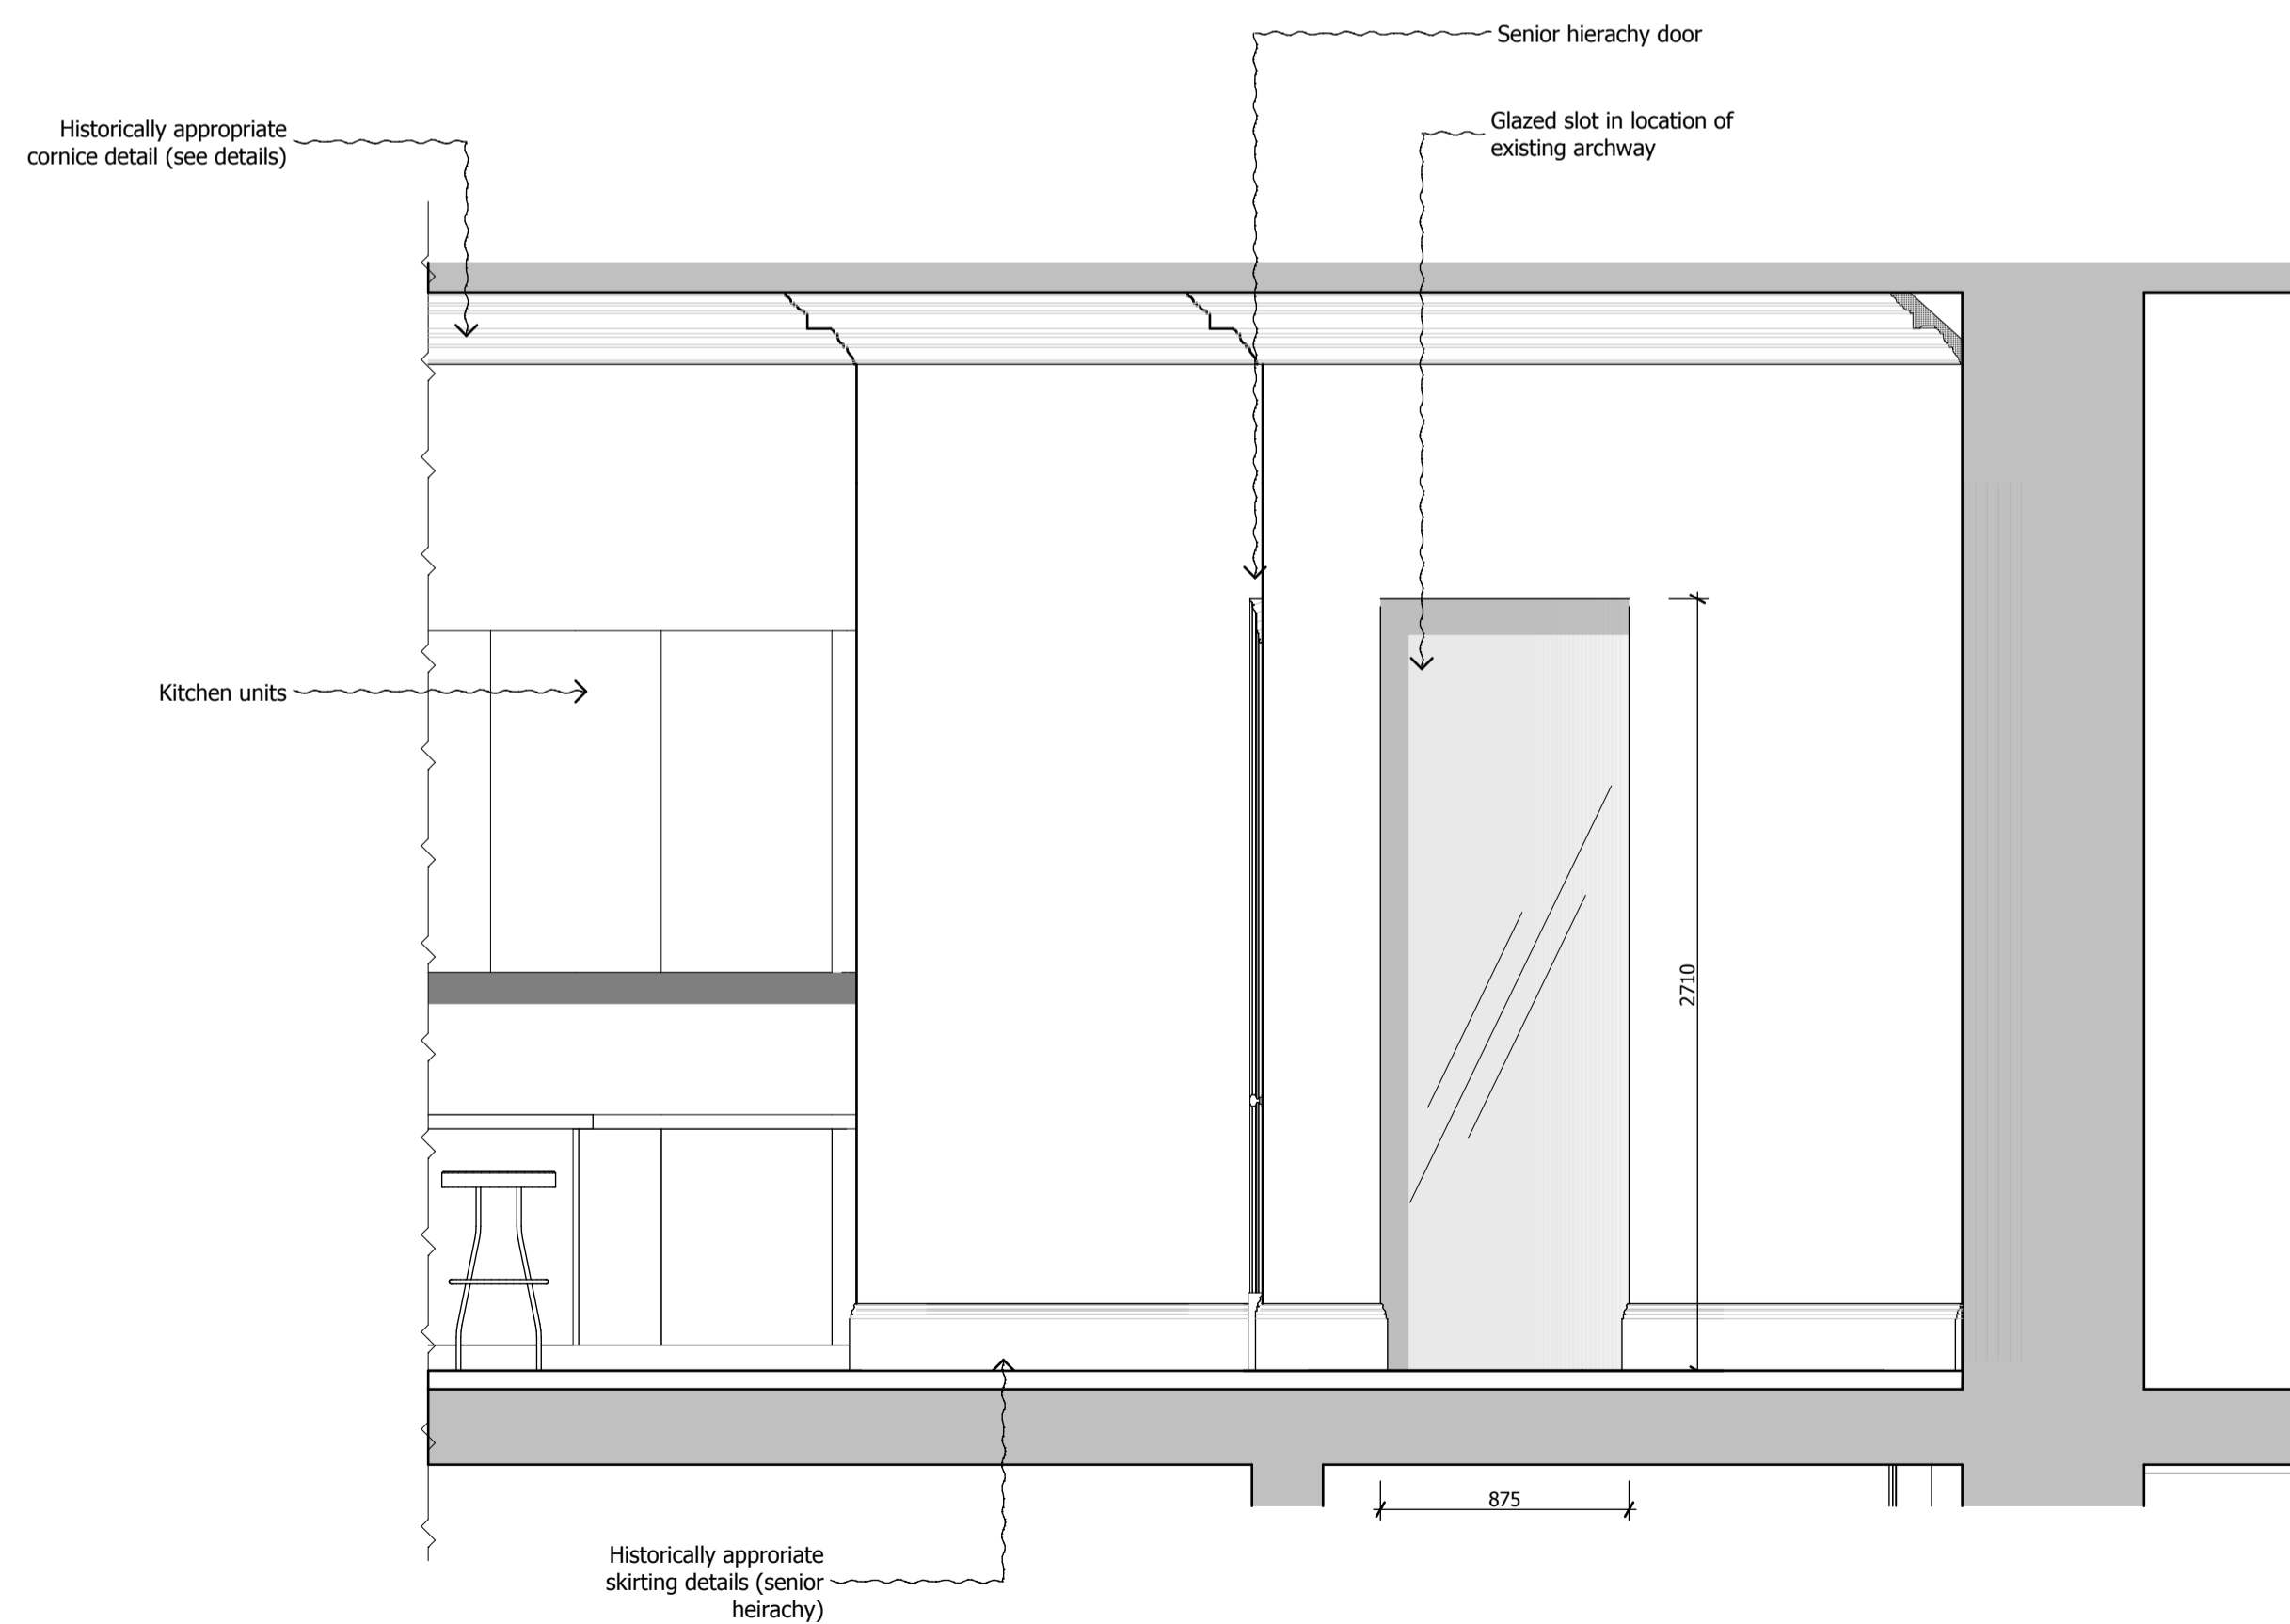 Senior hierachy door
Glazed slot in location of
existing archway
Historically appropriate
cornice detail (see details)
Kitchen units
2710
875
Historically approriate
skirting details (senior
heirachy)